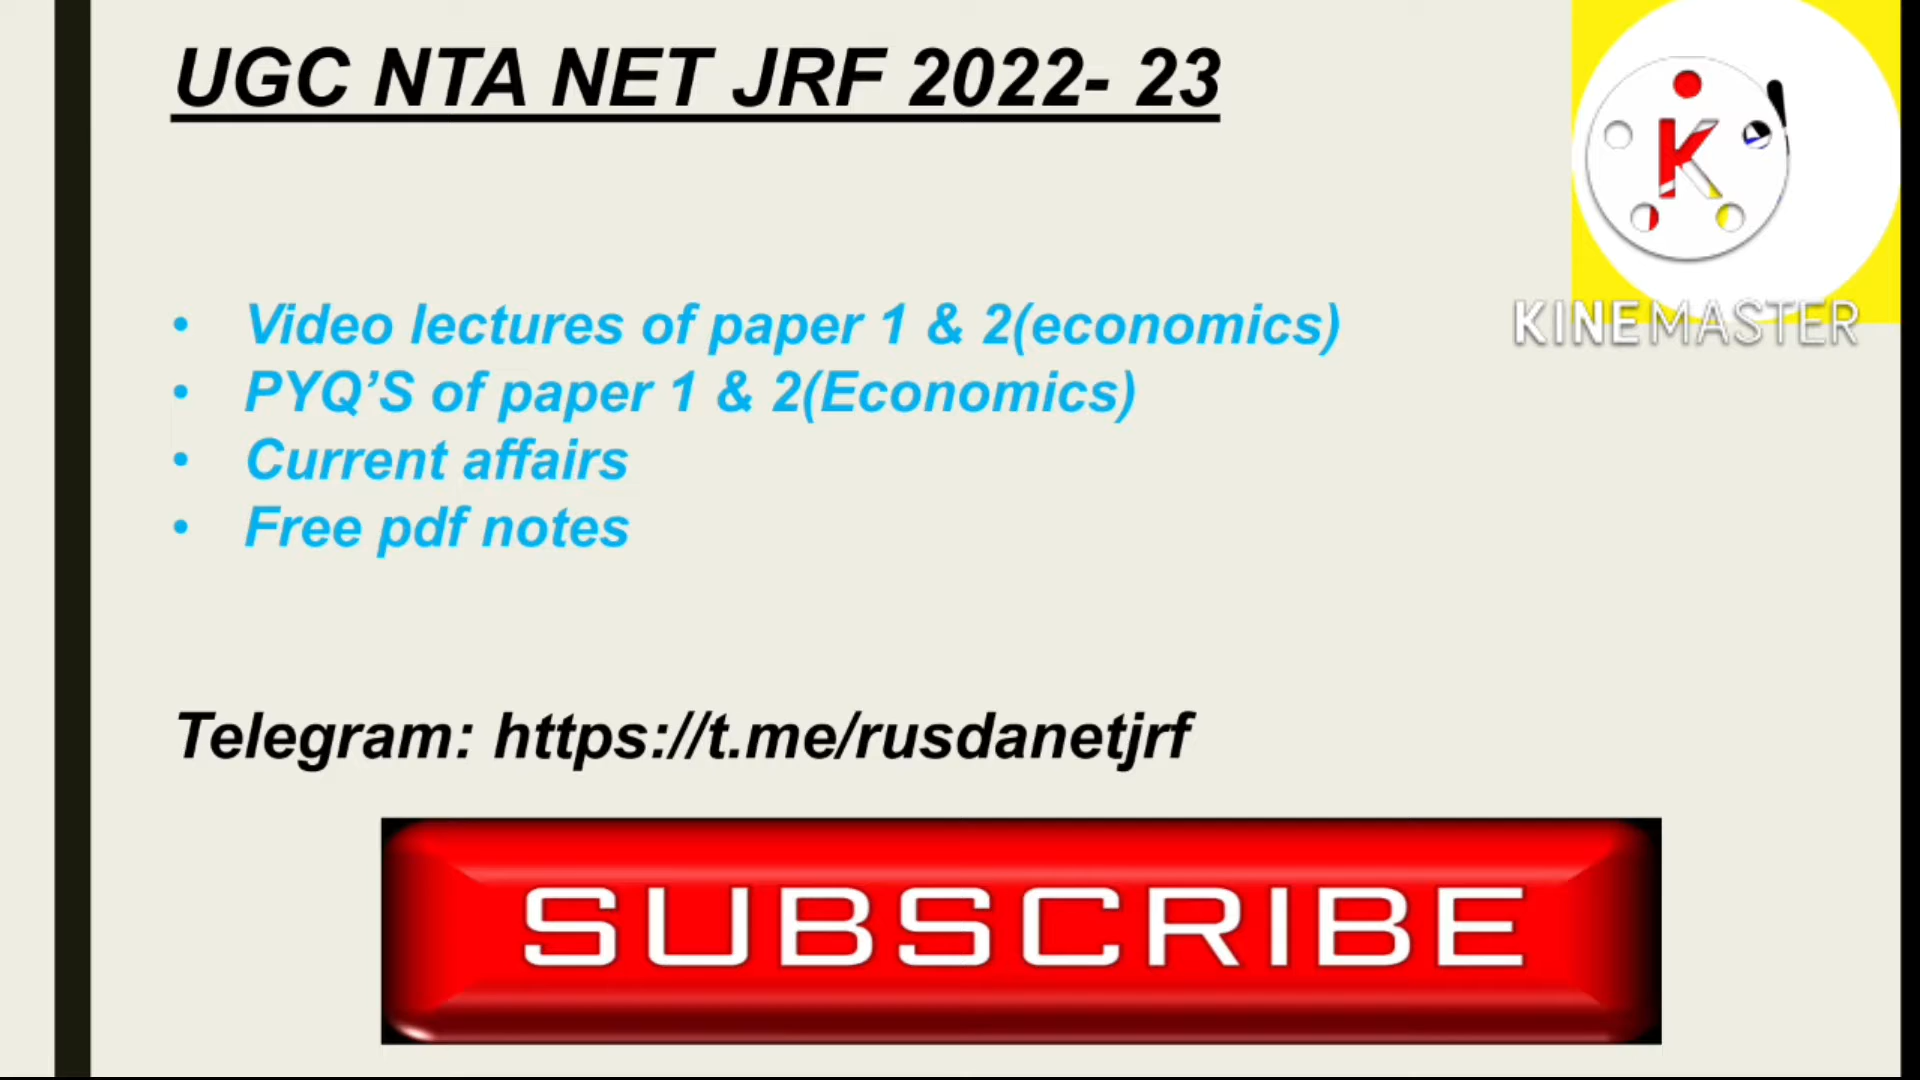 UGC NTA NET JRF 2022- 23
K
KINEMASTER
• Video lectures of paper 1 & 2(economics)
• PYQ’S of paper 1 & 2(Economics)
• Current affairs
• Free pdf notes
Telegram: https://t.me/rusdanetjrf
SUBSCRIBE